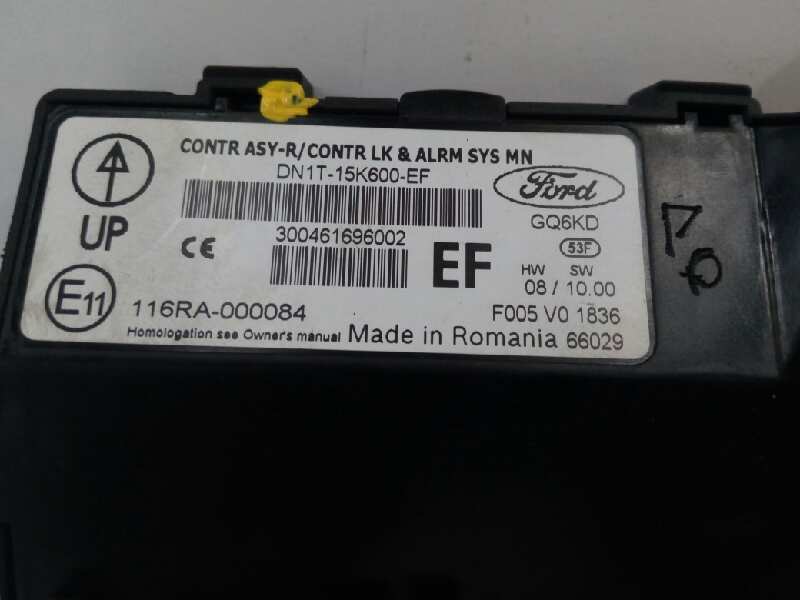 CONTR ASY-R/CONTR LK & ALRM SYS MN
DN1T-15K600-EF
Ford
UP
CE
300461696002
EF
GQ6KD
53F
HW SW
08 / 10.00
E11
116RA-000084
F005 V0 1836
Homologation see Owner's manual Made in Romania 66029